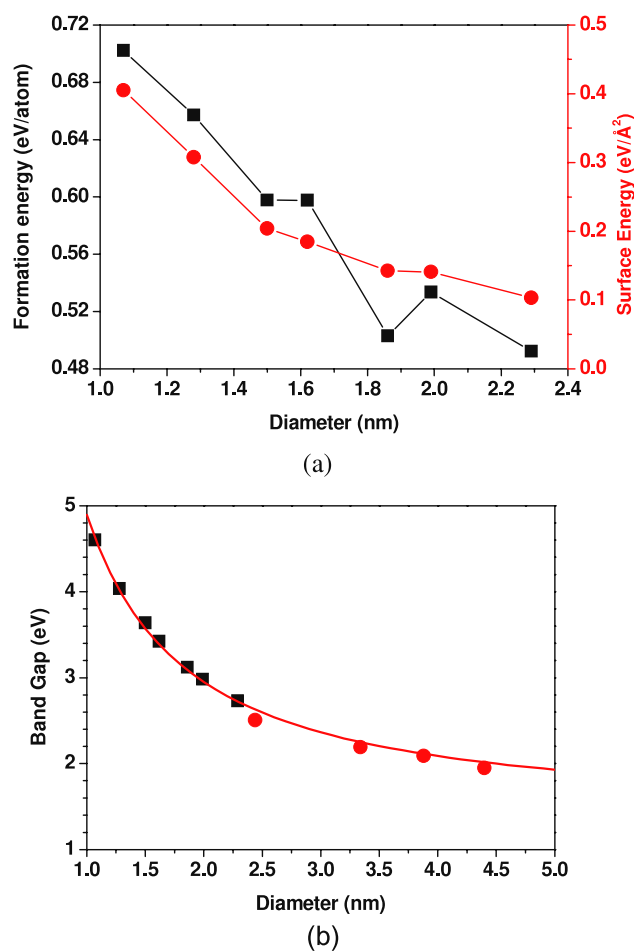 0.72
0.68
0.64
0.60
0.56
0.52
0.48
Formation energy (eV/atom)
0.5
0.4
0.3
0.2
0.1
0.0
Surface Energy (eV/Å²)
1.0 1.2 1.4 1.6 1.8 2.0 2.2 2.4
Diameter (nm)
(a)
5
4
3
2
1
Band Gap (eV)
1.0 1.5 2.0 2.5 3.0 3.5 4.0 4.5 5.0
Diameter (nm)
(b)